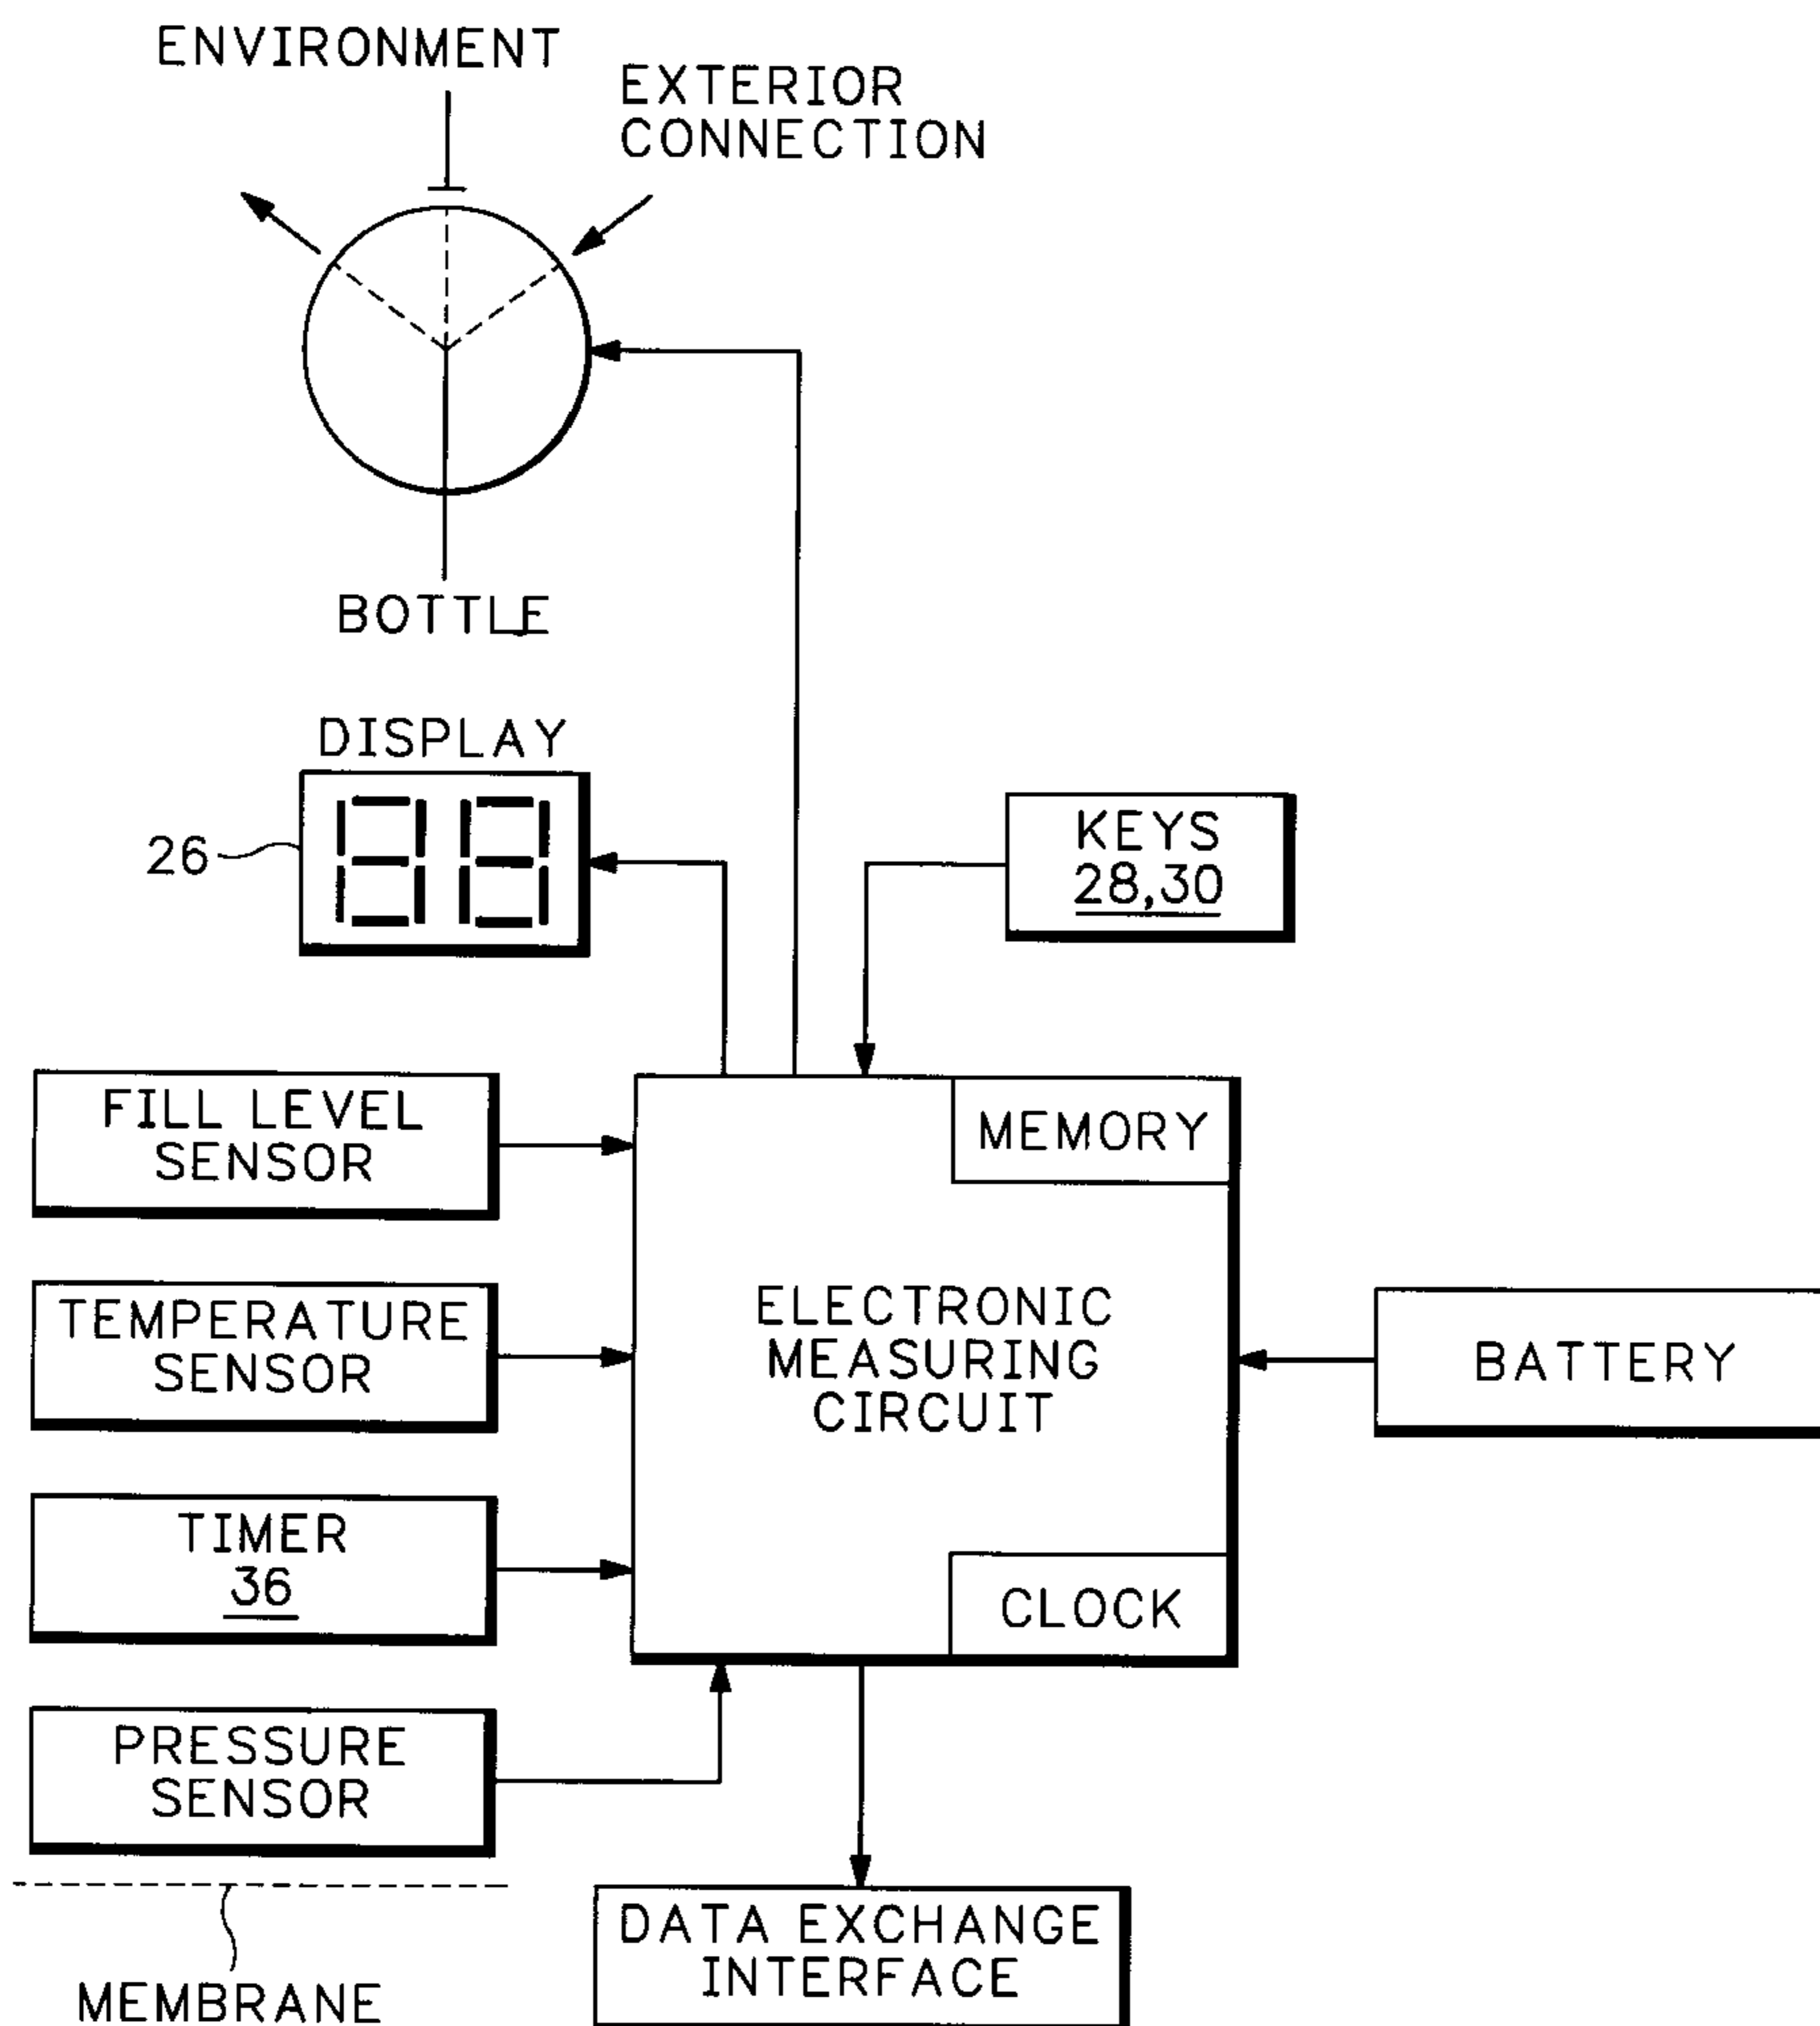 ENVIRONMENT
EXTERIOR
CONNECTION
BOTTLE
DISPLAY
88
26
KEYS
28,30
FILL LEVEL
SENSOR
MEMORY
TEMPERATURE
SENSOR
ELECTRONIC
MEASURING
CIRCUIT
BATTERY
TIMER
36
CLOCK
PRESSURE
SENSOR
DATA EXCHANGE
INTERFACE
MEMBRANE